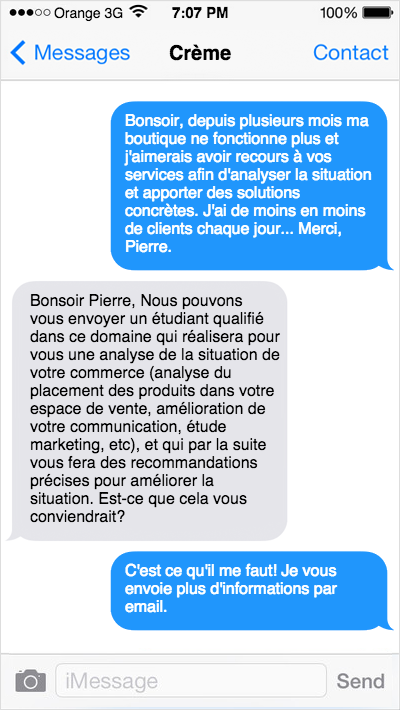 Orange 3G 7:07 PM 100%
Messages Crème Contact
Bonsoir, depuis plusieurs mois ma
boutique ne fonctionne plus et
j'aimerais avoir recours à vos
services afin d'analyser la situation
et apporter des solutions
concrètes. J'ai de moins en moins
de clients chaque jour... Merci,
Pierre.
Bonsoir Pierre, Nous pouvons
vous envoyer un étudiant qualifié
dans ce domaine qui réalisera pour
vous une analyse de la situation de
votre commerce (analyse du
placement des produits dans votre
espace de vente, amélioration de
votre communication, étude
marketing, etc), et qui par la suite
vous fera des recommandations
précises pour améliorer la
situation. Est-ce que cela vous
conviendrait?
C'est ce qu'il me faut! Je vous
envoie plus d'informations par
email.
iMessage Send